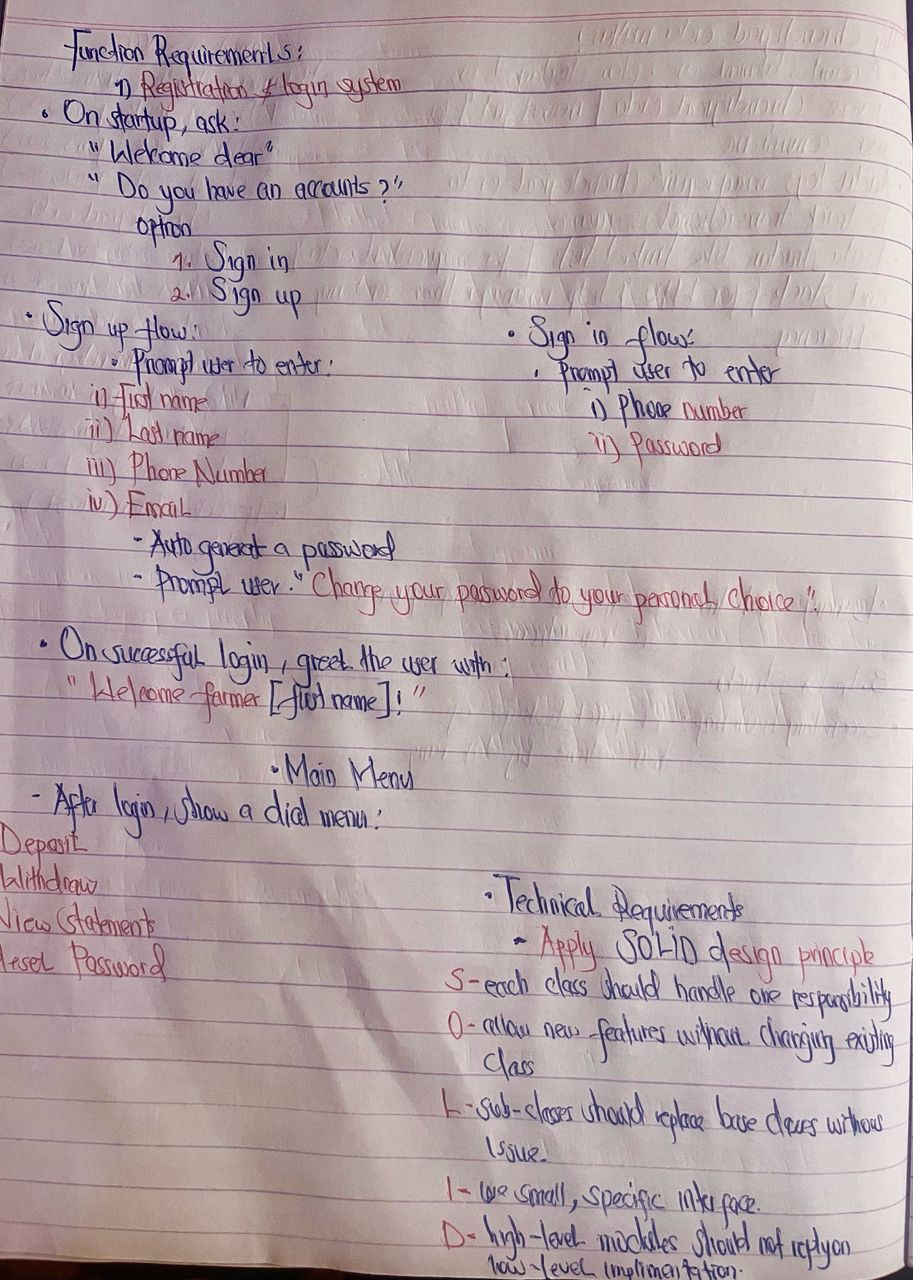 Function Requirements:
1) Registration & login system
• On startup, ask:
"Welcome dear"
"Do you have an accounts?"
option
1. Sign in
2. Sign up
• Sign up flow:
• Prompt user to enter:
i) First name
ii) Last name
iii) Phone Number
iv) Email
- Auto generat a password
- Prompt user: "Change your password to your personal choice".
• Sign in flow:
• Prompt user to enter
i) Phone number
ii) Password
• On successful login, greet the user with:
"Welcome farmer [first name]!"
• Main Menu
- After login, show a dial menu:
Deposit
Withdraw
View Statements
Reset Password
• Technical Requirements
- Apply SOLID design principle
S- each class should handle one responsibility
O- allow new features without changing existing
class
L- sub-classes should replace base classes without
issue.
I- use small, specific interface.
D- high-level modules should not reply on
low-level implimentation.